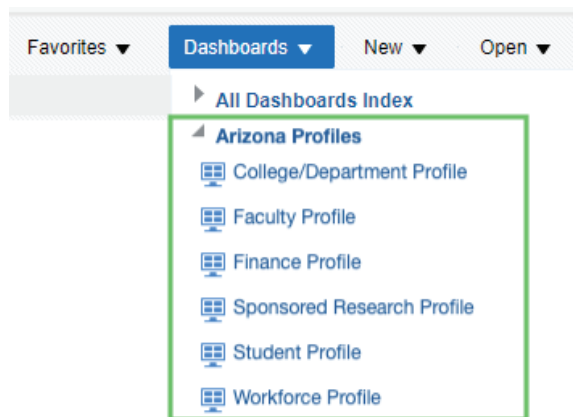 Favorites ▼ Dashboards ▼ New ▼ Open ▼
All Dashboards Index
Arizona Profiles
College/Department Profile
Faculty Profile
Finance Profile
Sponsored Research Profile
Student Profile
Workforce Profile